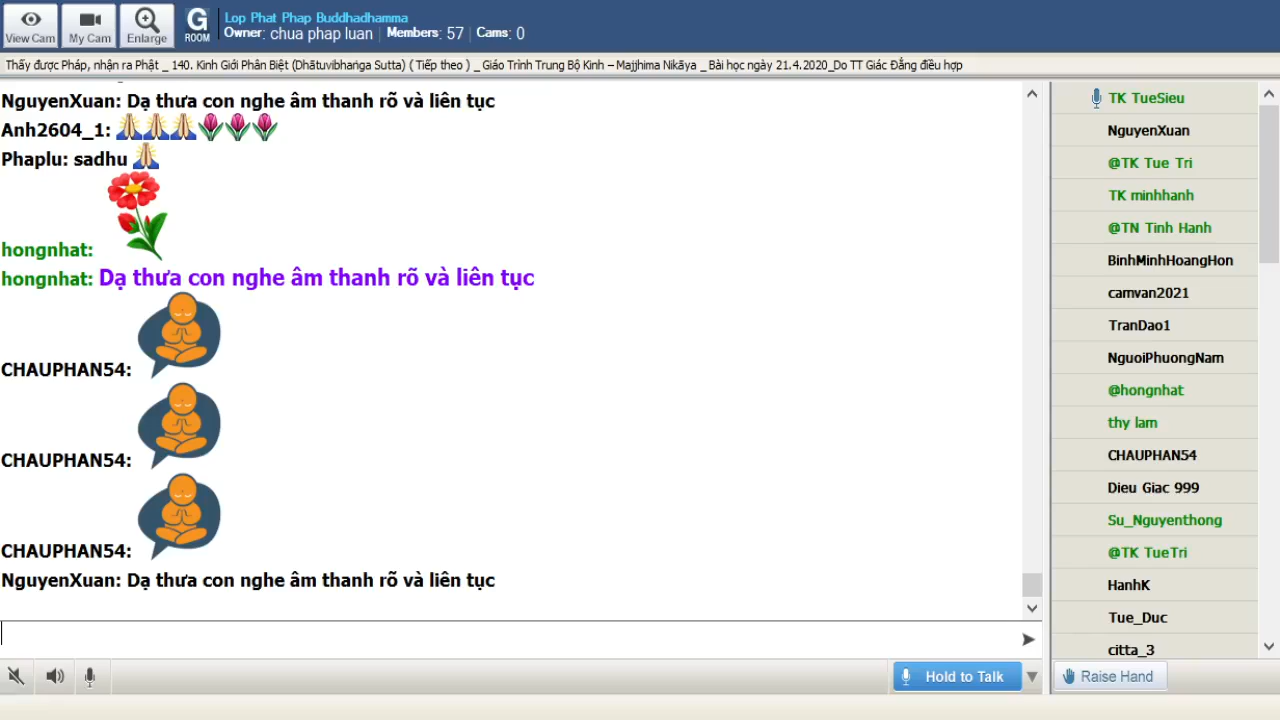 View Cam
My Cam
Enlarge
G
ROOM
Lop Phat Phap Buddhadhamma
Owner: chua phap luan | Members: 57 | Cams: 0
Thấy được Pháp, nhận ra Phật _ 140. Kinh Giới Phân Biệt (Dhātuvibhaṅga Sutta) ( Tiếp theo ) _ Giáo Trình Trung Bộ Kinh – Majjhima Nikāya _ Bài học ngày 21.4.2020_Do TT Giác Đẳng điều hợp
NguyenXuan: Dạ thưa con nghe âm thanh rõ và liên tục
Anh2604_1:
Phaplu: sadhu
hongnhat:
hongnhat: Dạ thưa con nghe âm thanh rõ và liên tục
CHAUPHAN54:
CHAUPHAN54:
CHAUPHAN54:
NguyenXuan: Dạ thưa con nghe âm thanh rõ và liên tục
Hold to Talk
TK TueSieu
NguyenXuan
@TK Tue Tri
TK minhhanh
@TN Tinh Hanh
BinhMinhHoangHon
camvan2021
TranDao1
NguoiPhuongNam
@hongnhat
thy lam
CHAUPHAN54
Dieu Giac 999
Su_Nguyenthong
@TK TueTri
HanhK
Tue_Duc
citta_3
Raise Hand